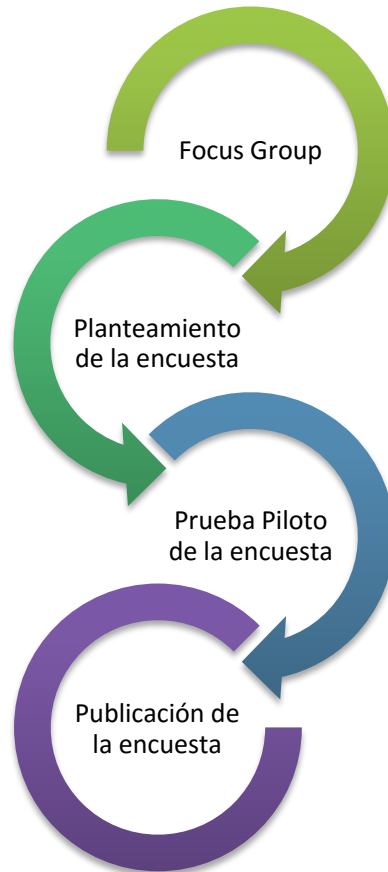 Focus Group
Planteamiento
de la encuesta
Prueba Piloto
de la encuesta
Publicación de
la encuesta